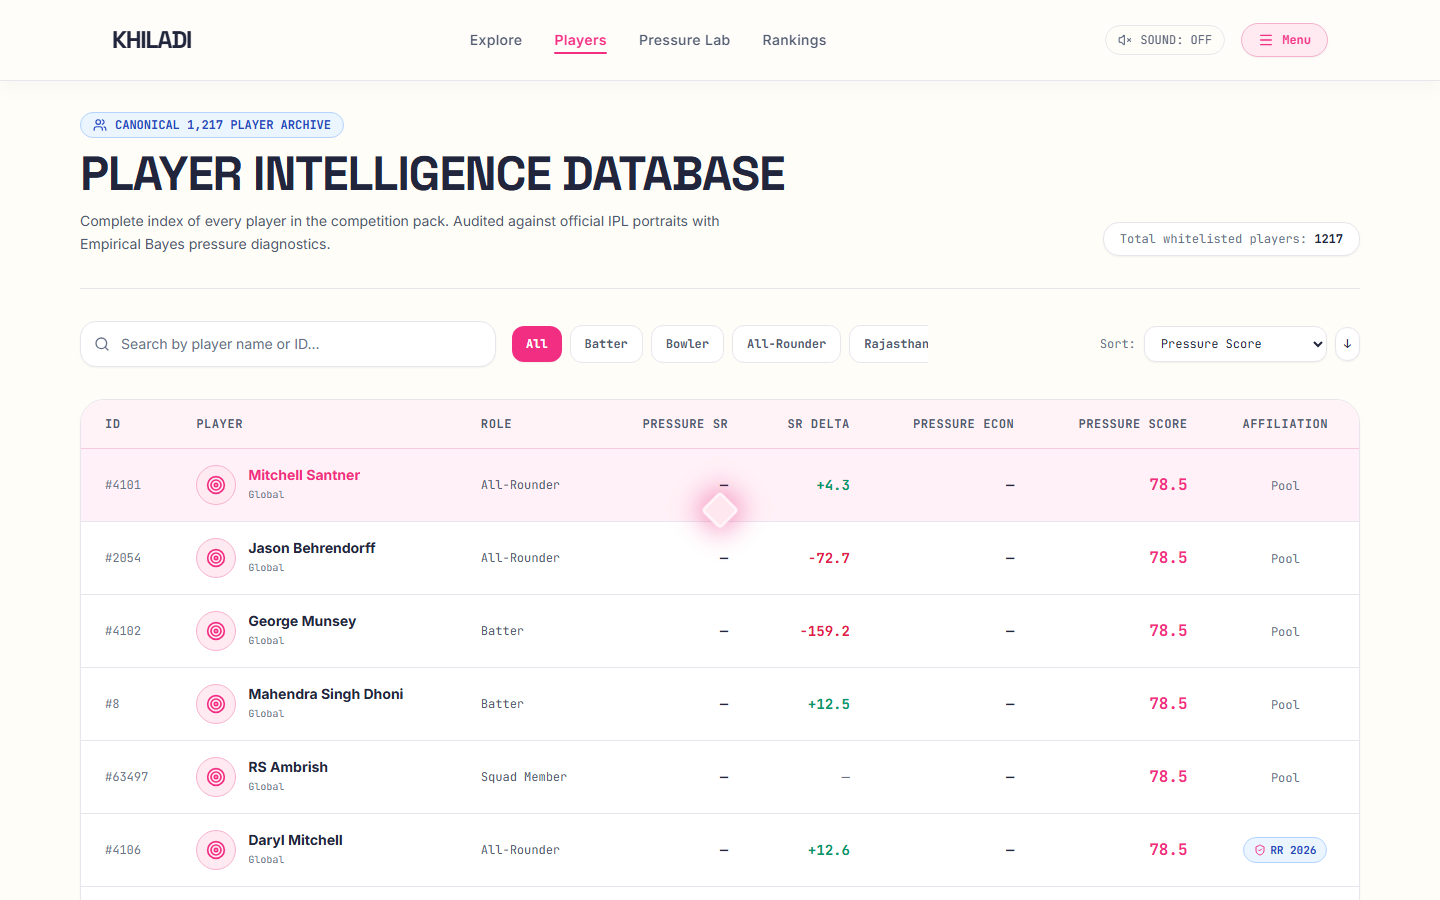 KHILADI
Explore Players Pressure Lab Rankings
SOUND: OFF
Menu
CANONICAL 1,217 PLAYER ARCHIVE
PLAYER INTELLIGENCE DATABASE
Complete index of every player in the competition pack. Audited against official IPL portraits with
Empirical Bayes pressure diagnostics.
Total whitelisted players: 1217
Search by player name or ID...
All Batter Bowler All-Rounder Rajasthan
Sort: Pressure Score ↓
ID PLAYER ROLE PRESSURE SR SR DELTA PRESSURE ECON PRESSURE SCORE AFFILIATION
#4101 Mitchell Santner All-Rounder — +4.3 — 78.5 Pool
Global
#2054 Jason Behrendorff All-Rounder — -72.7 — 78.5 Pool
Global
#4102 George Munsey Batter — -159.2 — 78.5 Pool
Global
#8 Mahendra Singh Dhoni Batter — +12.5 — 78.5 Pool
Global
#63497 RS Ambrish Squad Member — — — 78.5 Pool
Global
#4106 Daryl Mitchell All-Rounder — +12.6 — 78.5 RR 2026
Global